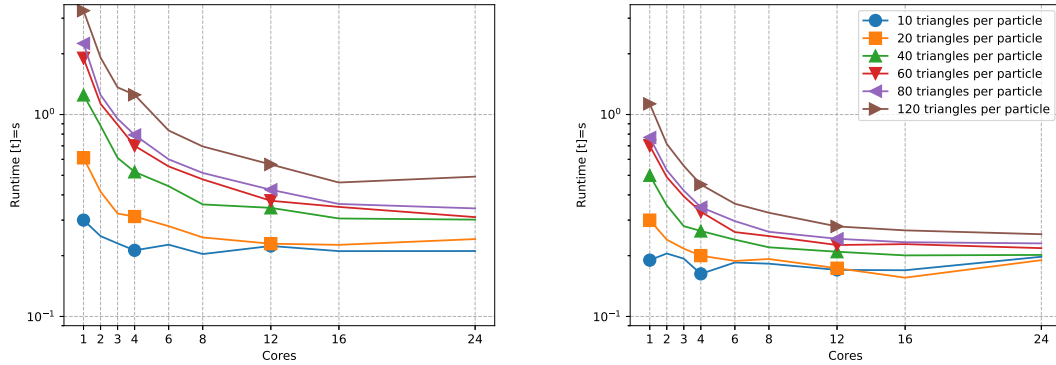 Runtime [t]=s
10⁰
10⁻¹
1 2 3 4 6 8 12 16 24
Cores
Runtime [t]=s
10⁰
10⁻¹
1 2 3 4 6 8 12 16 24
Cores
10 triangles per particle
20 triangles per particle
40 triangles per particle
60 triangles per particle
80 triangles per particle
120 triangles per particle